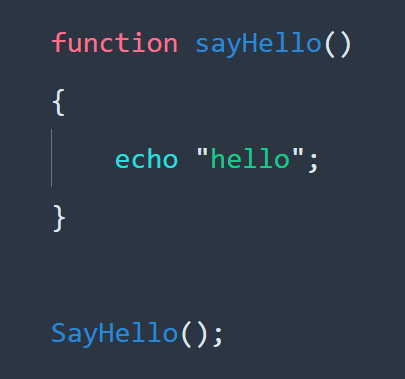 function sayHello()
{
echo "hello";
}
SayHello();